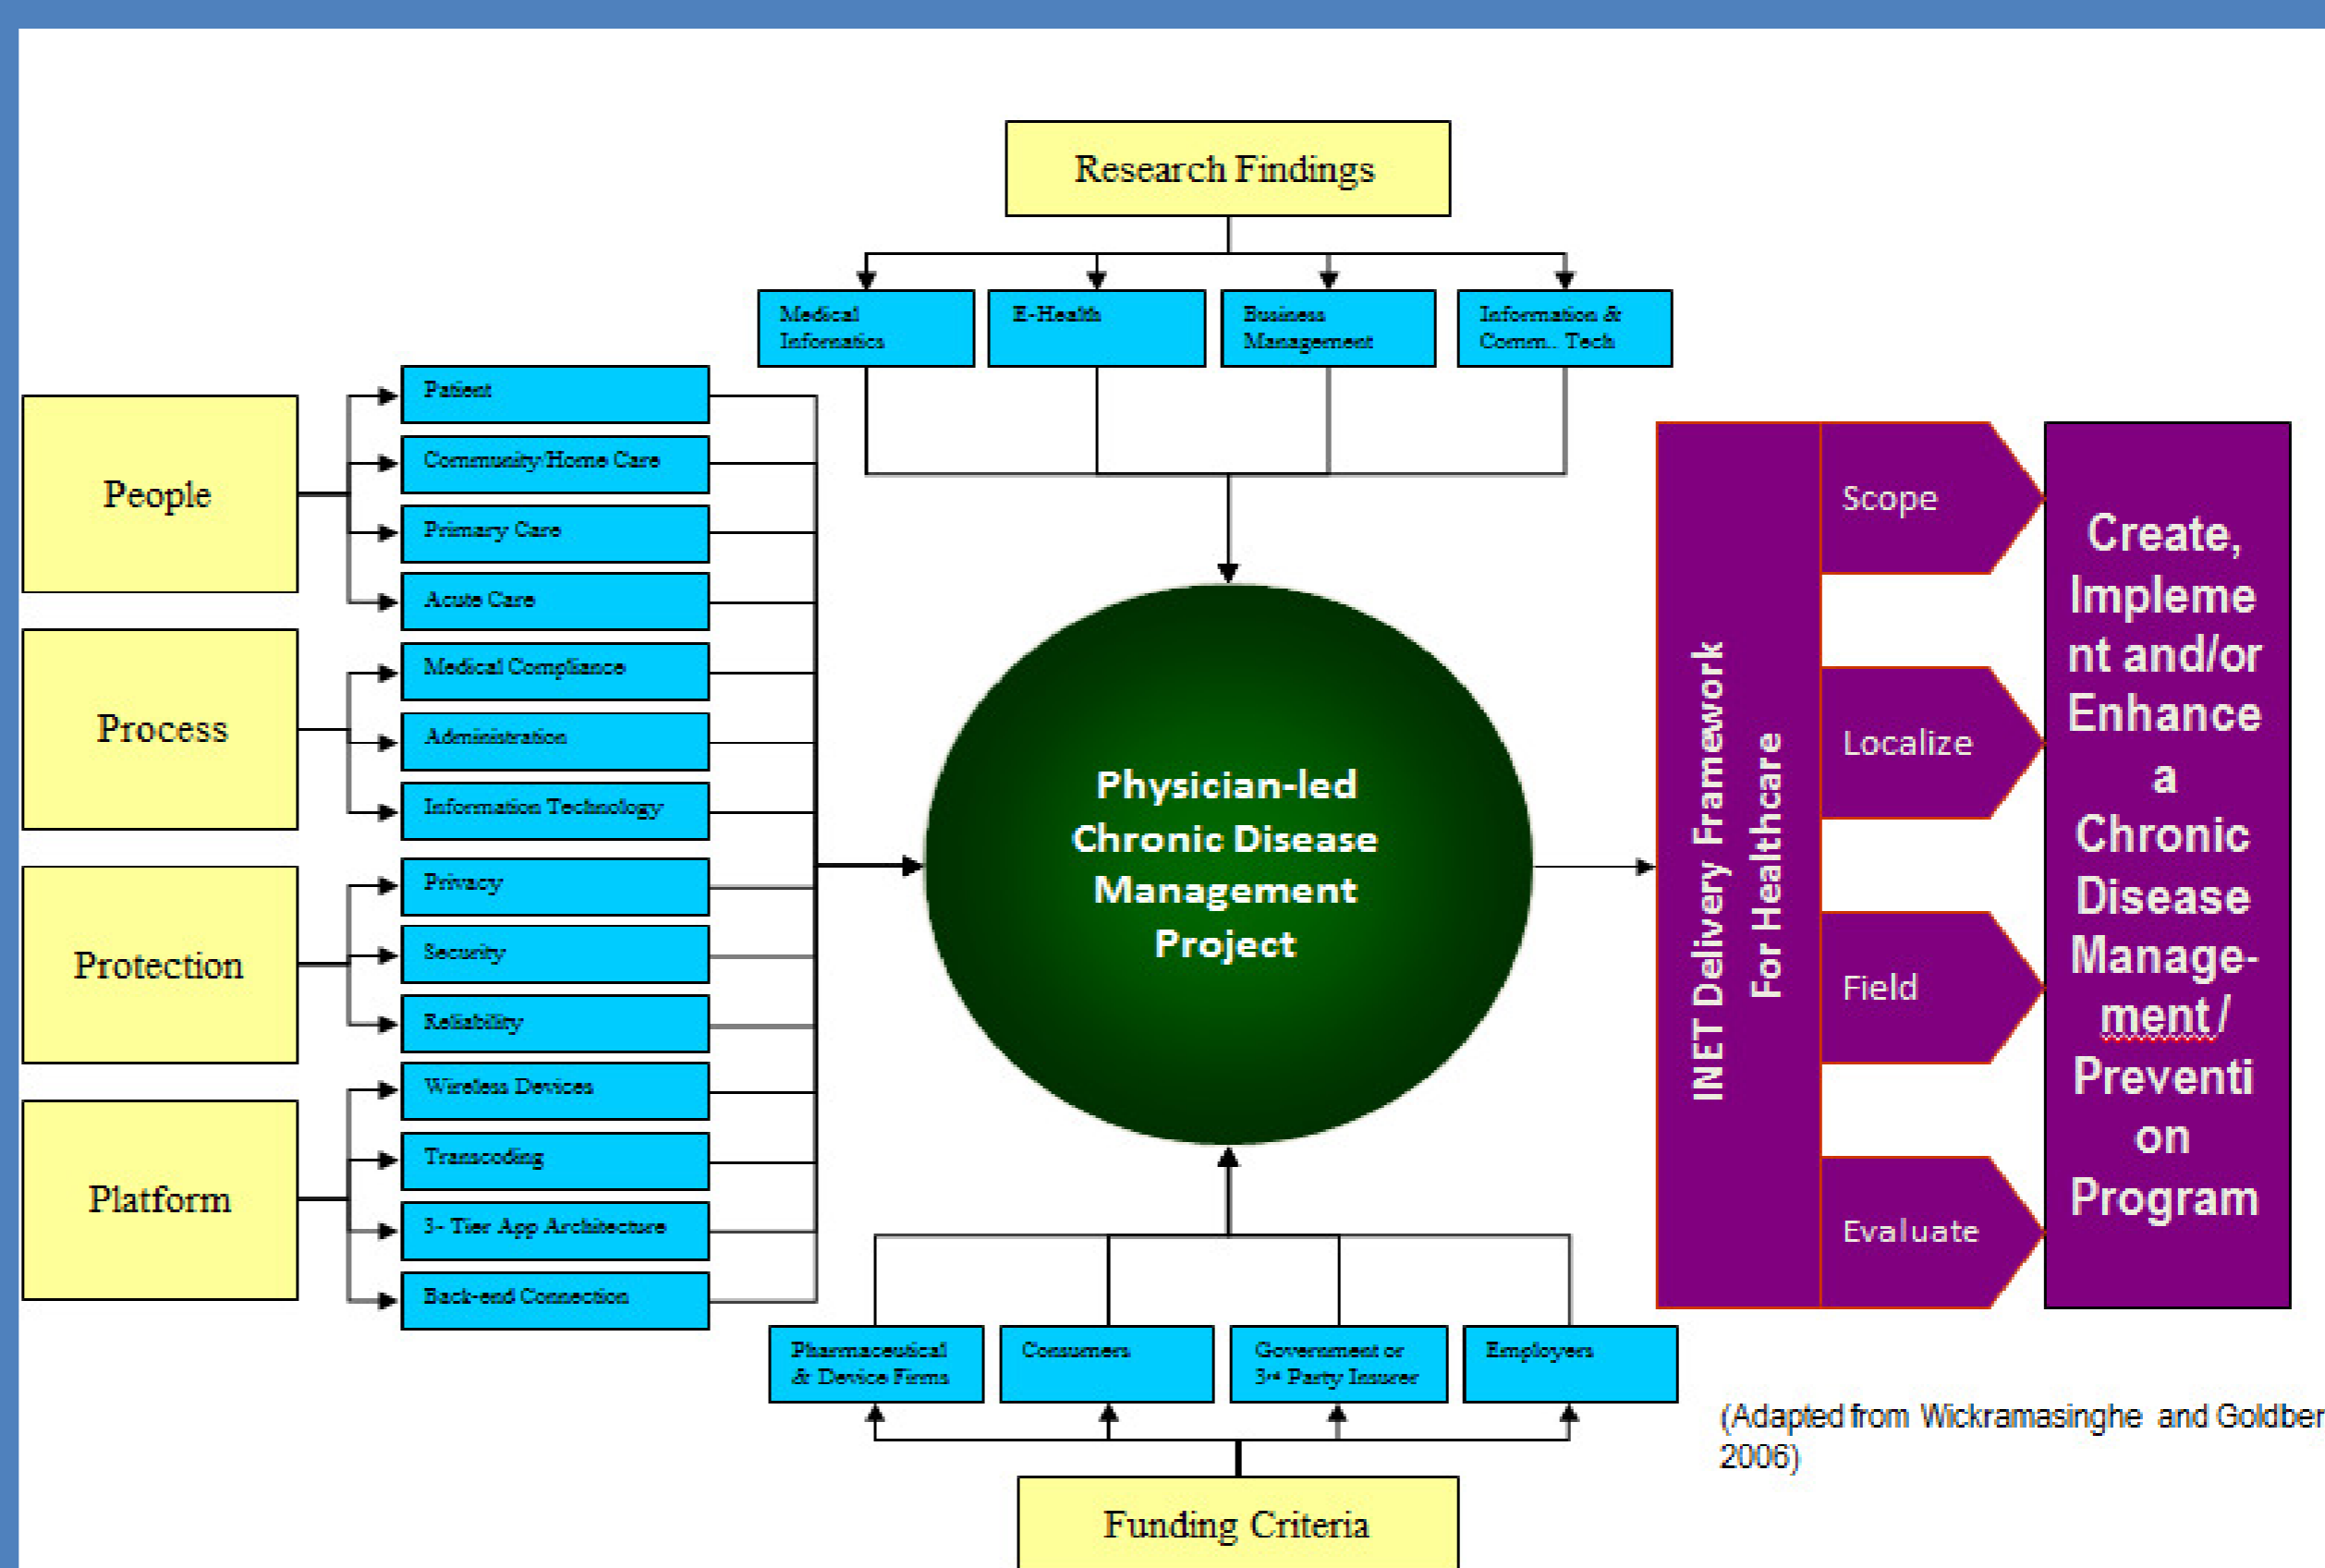 Research Findings
Medical
Informatics
E-Health
Business
Management
Information &
Comm.. Tech
People
Patient
Community/Home Care
Primary Care
Acute Care
Process
Medical Compliance
Administration
Information Technology
Protection
Privacy
Security
Reliability
Platform
Wireless Devices
Transcoding
3- Tier App Architecture
Back-end Connection
Physician-led
Chronic Disease
Management
Project
INET Delivery Framework
For Healthcare
Scope
Localize
Field
Evaluate
Create,
Impleme
nt and/or
Enhance
a
Chronic
Disease
Manage-
ment /
Preventi
on
Program
Pharmaceutical
& Device Firms
Consumers
Government or
3rd Party Insurer
Employers
Funding Criteria
(Adapted from Wickramasinghe and Goldber
2006)